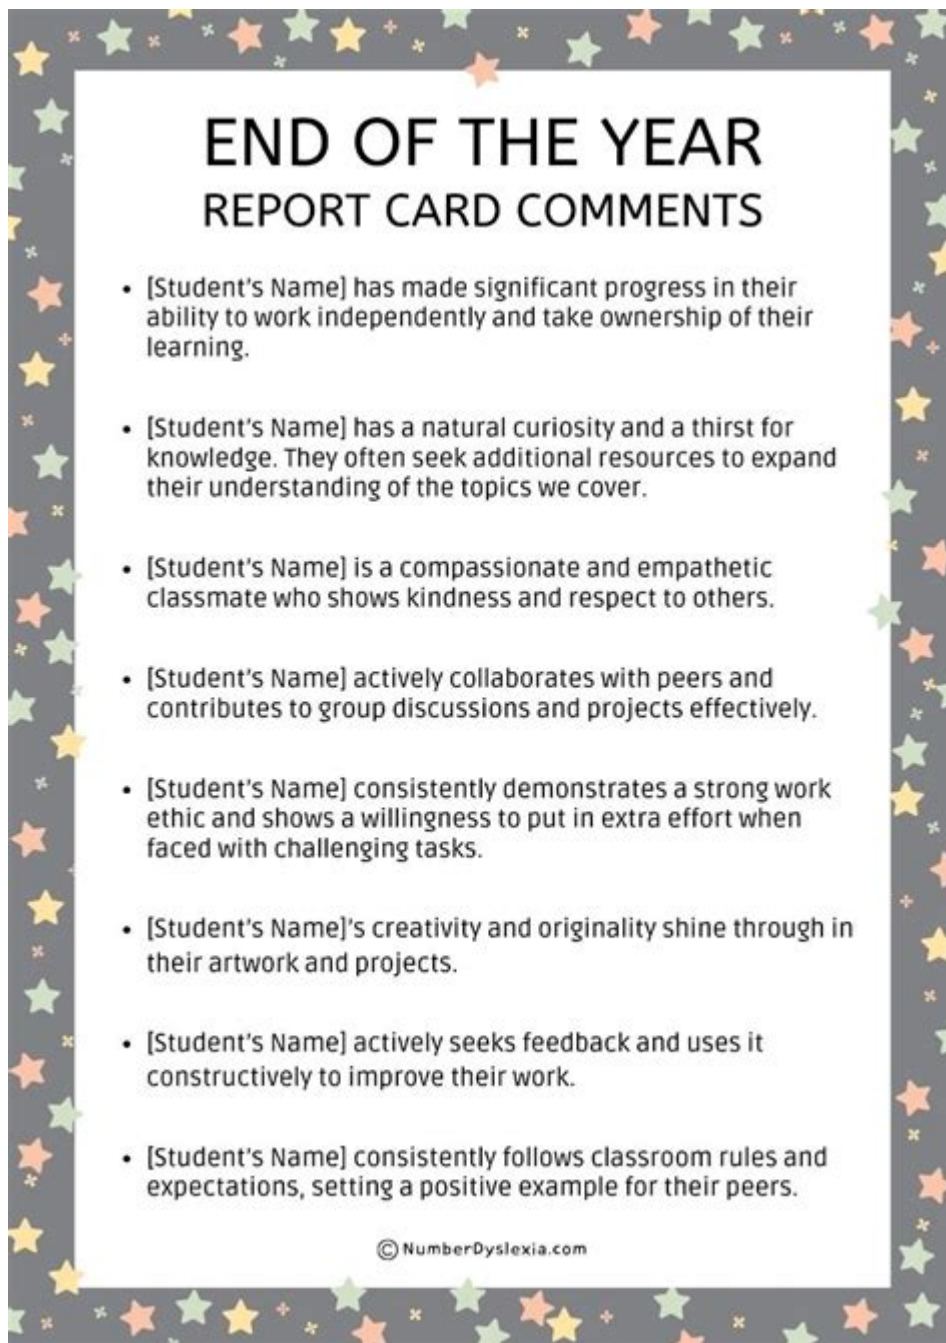 END OF THE YEAR
REPORT CARD COMMENTS
• [Student's Name] has made significant progress in their
ability to work independently and take ownership of their
learning.
• [Student's Name] has a natural curiosity and a thirst for
knowledge. They often seek additional resources to expand
their understanding of the topics we cover.
• [Student's Name] is a compassionate and empathetic
classmate who shows kindness and respect to others.
• [Student's Name] actively collaborates with peers and
contributes to group discussions and projects effectively.
• [Student's Name] consistently demonstrates a strong work
ethic and shows a willingness to put in extra effort when
faced with challenging tasks.
• [Student's Name]'s creativity and originality shine through in
their artwork and projects.
• [Student's Name] actively seeks feedback and uses it
constructively to improve their work.
• [Student's Name] consistently follows classroom rules and
expectations, setting a positive example for their peers.
© NumberDyslexia.com